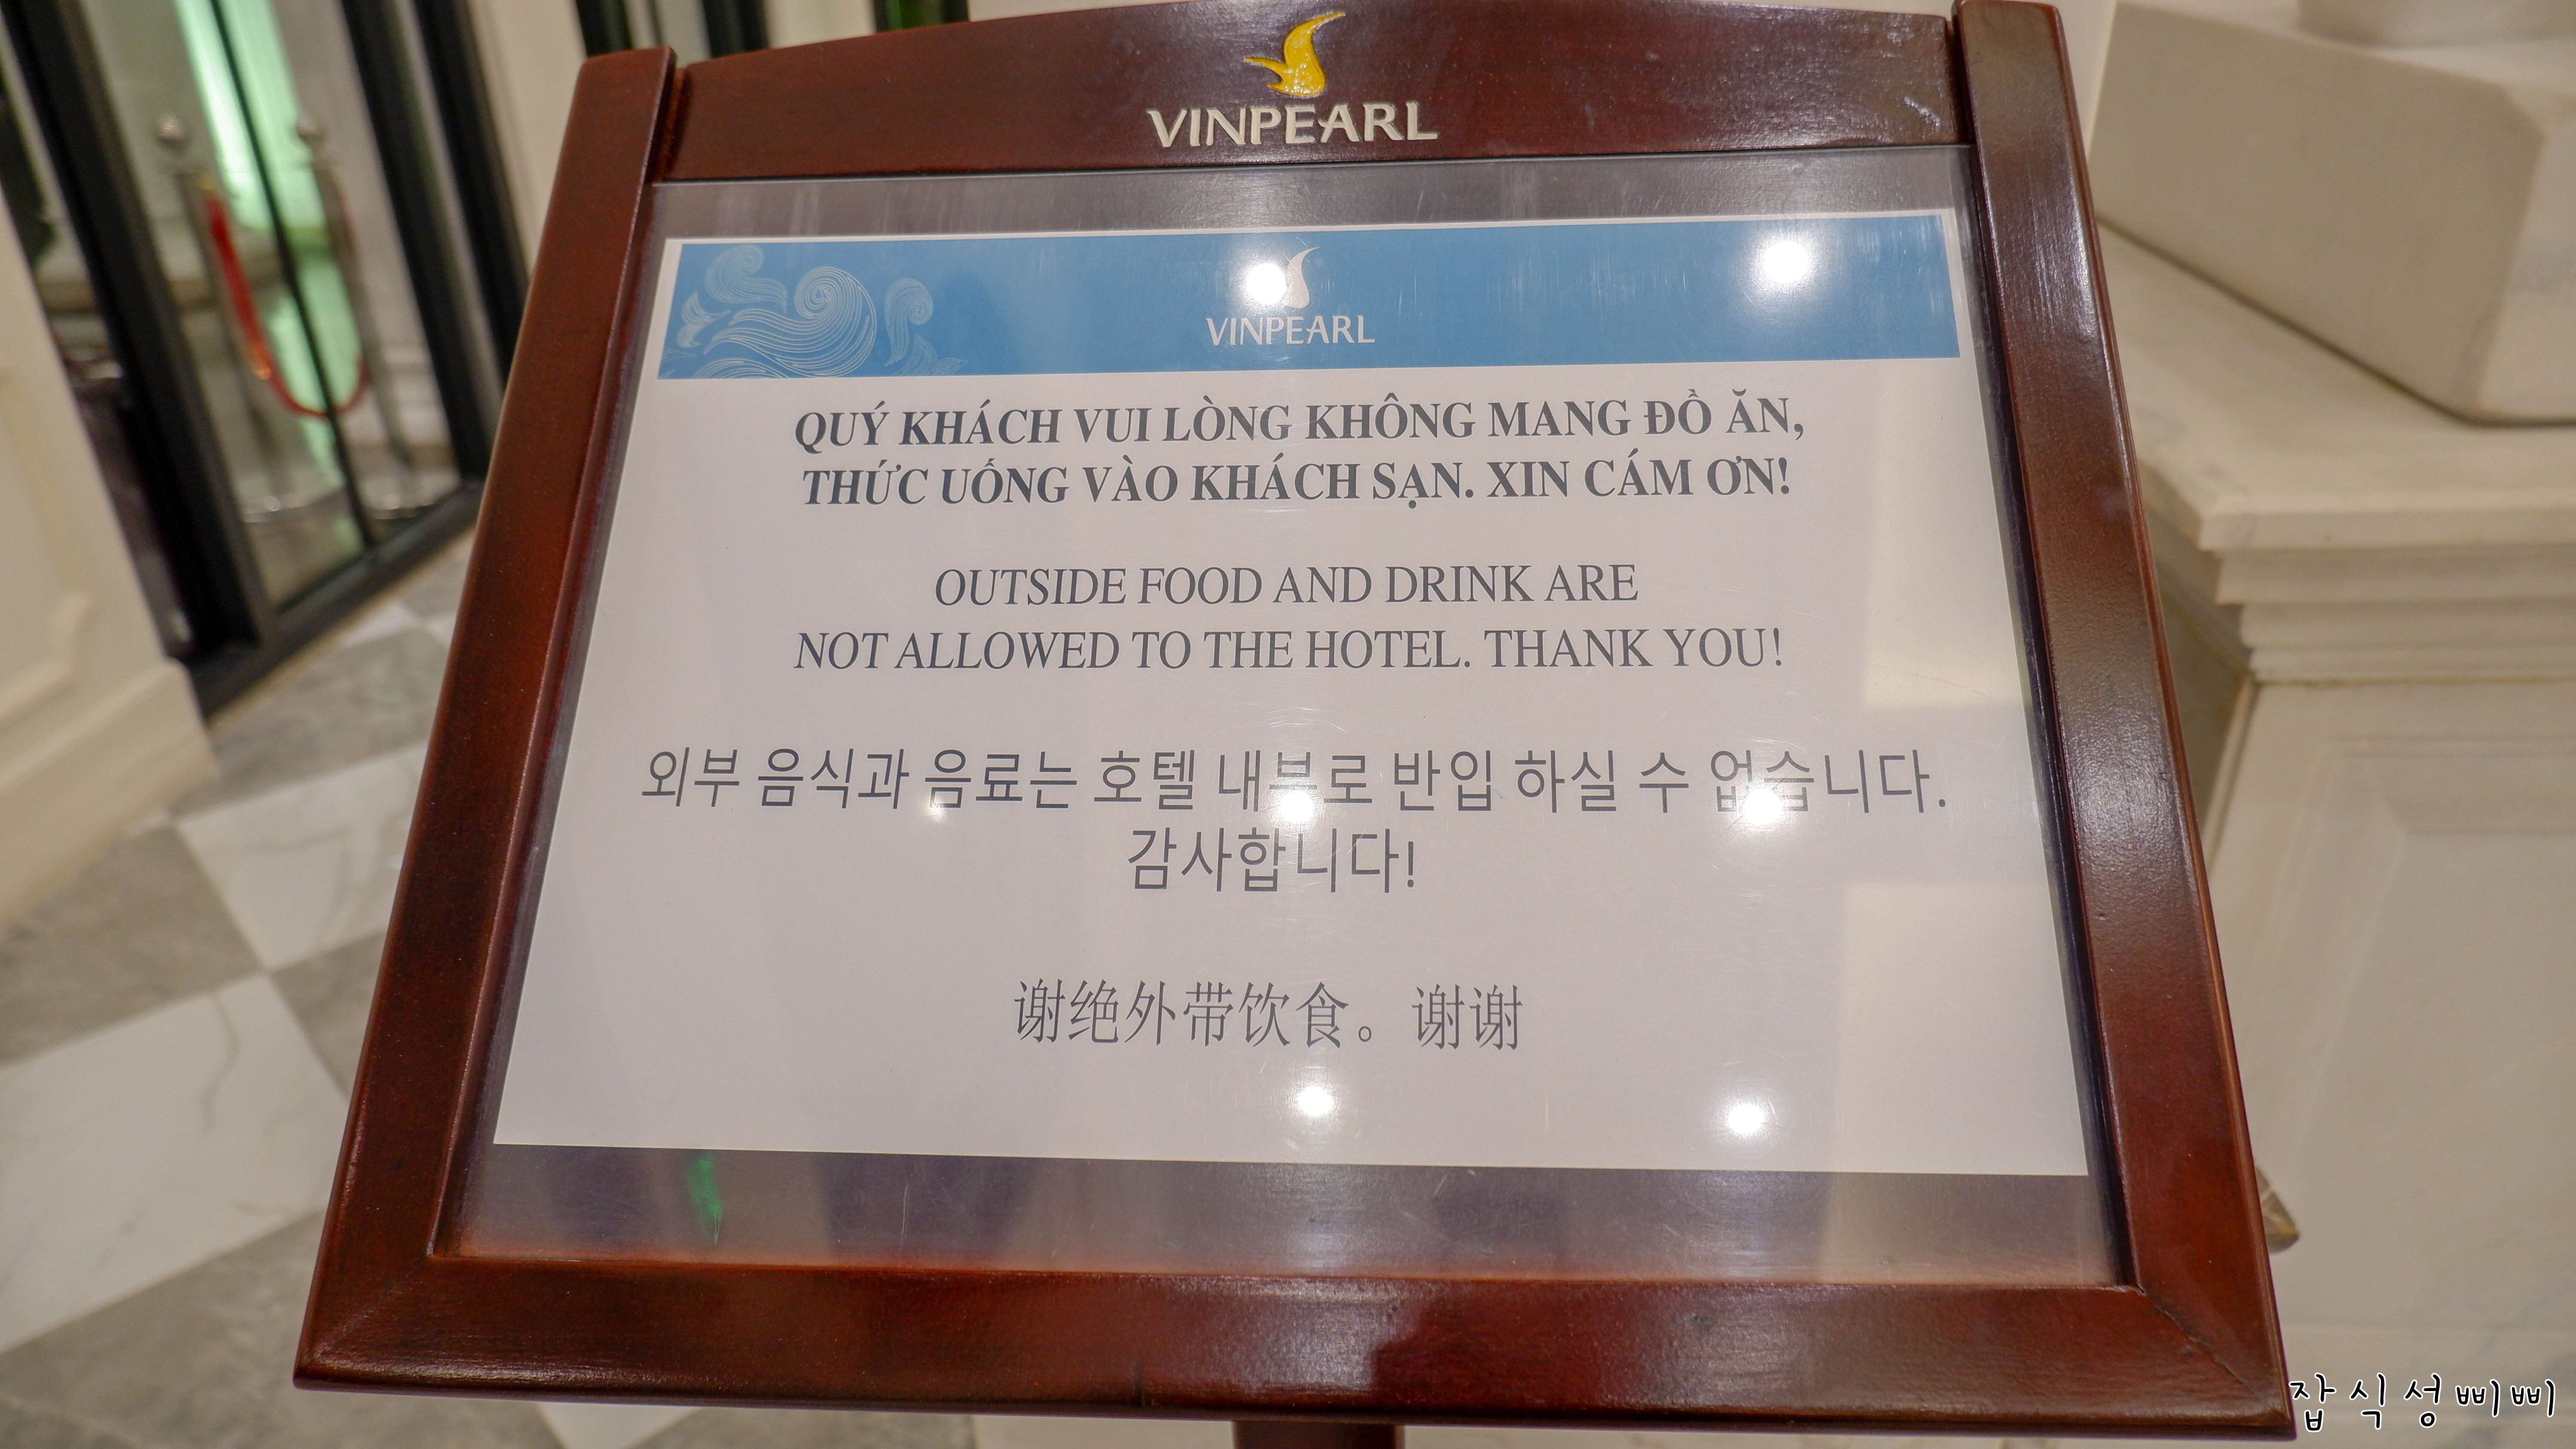 VINPEARL
VINPEARL
QUÝ KHÁCH VUI LÒNG KHÔNG MANG ĐỒ ĂN,
THỨC UỐNG VÀO KHÁCH SẠN. XIN CÁM ƠN!
OUTSIDE FOOD AND DRINK ARE
NOT ALLOWED TO THE HOTEL. THANK YOU!
외부 음식과 음료는 호텔 내부로 반입 하실 수 없습니다.
감사합니다!
谢绝外带饮食。谢谢
잡식성삐삐